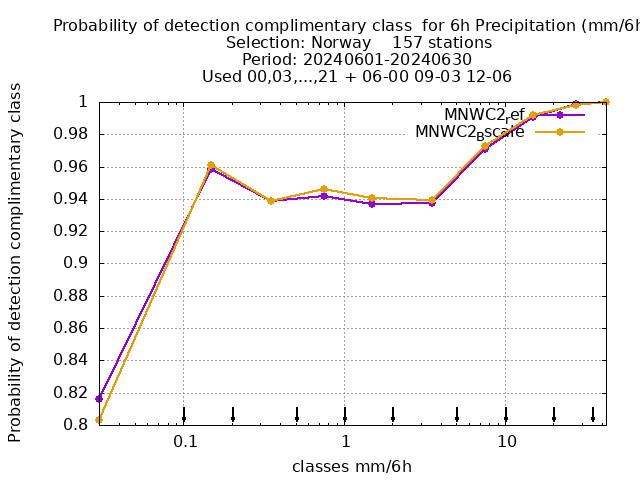 Probability of detection complimentary class  for 6h Precipitation (mm/6h
Selection: Norway    157 stations
Period: 20240601-20240630
Used 00,03,...,21 + 06-00 09-03 12-06
MNWC2ref
MNWC2Bscale
1
0.98
0.96
0.94
0.92
0.9
0.88
0.86
0.84
0.82
0.8
Probability of detection complimentary class
0.1
1
10
classes mm/6h